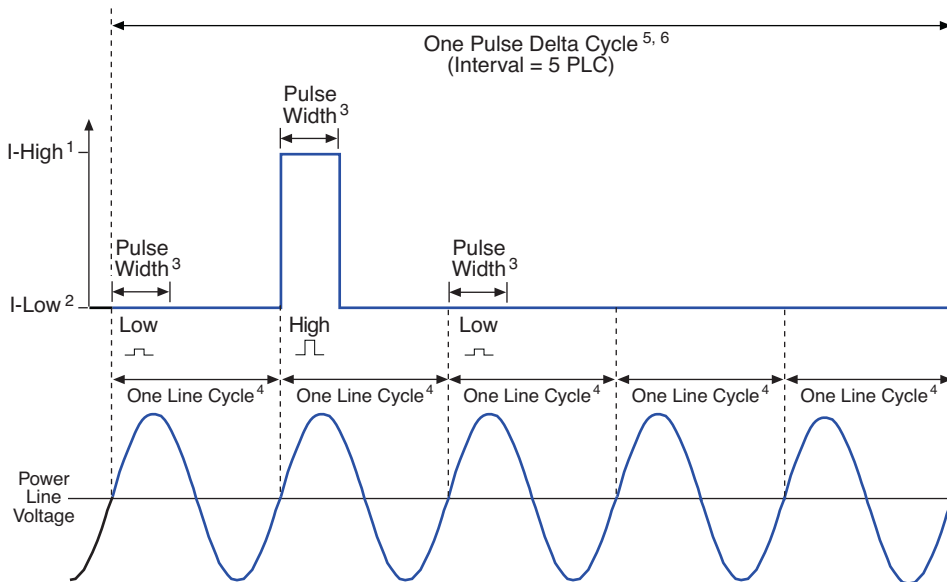 One Pulse Delta Cycle 5, 6
(Interval = 5 PLC)
Pulse
Width 3
I-High 1
Pulse
Width 3
Pulse
Width 3
I-Low 2
Low
High
Low
One Line Cycle 4
One Line Cycle 4
One Line Cycle 4
One Line Cycle 4
One Line Cycle 4
Power
Line
Voltage